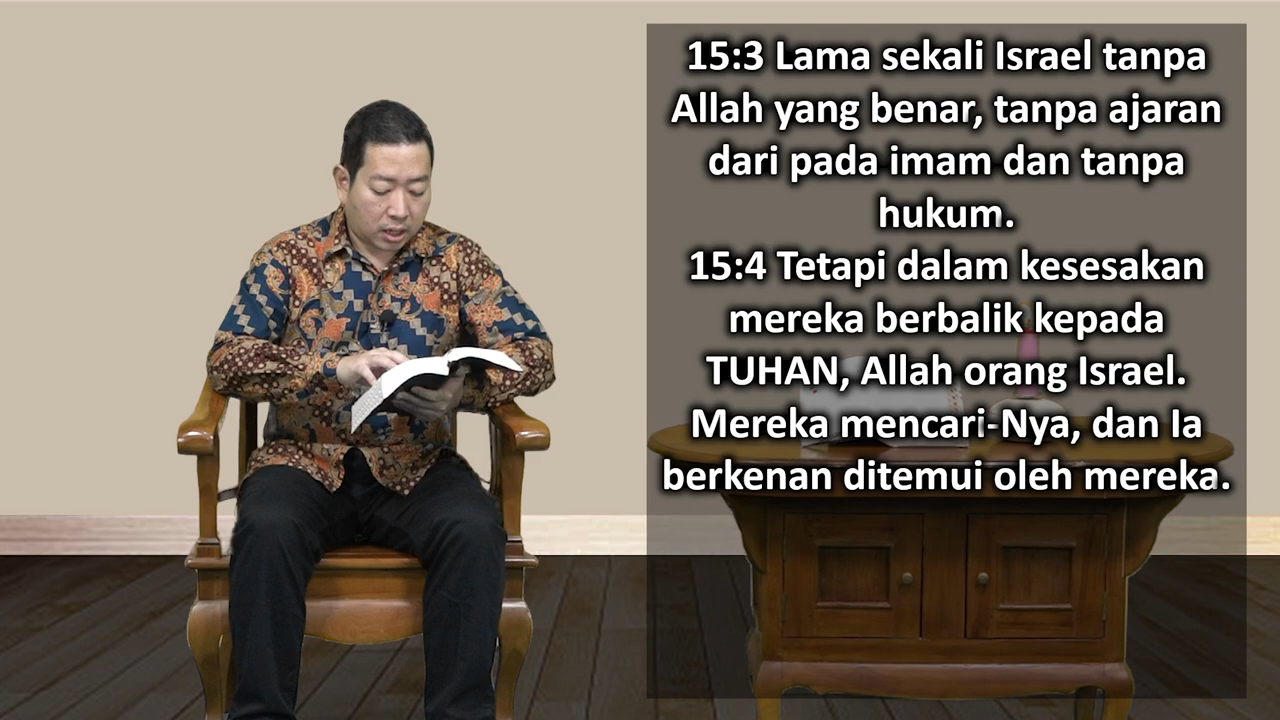 15:3 Lama sekali Israel tanpa
Allah yang benar, tanpa ajaran
dari pada imam dan tanpa
hukum.
15:4 Tetapi dalam kesesakan
mereka berbalik kepada
TUHAN, Allah orang Israel.
Mereka mencari-Nya, dan Ia
berkenan ditemui oleh mereka.